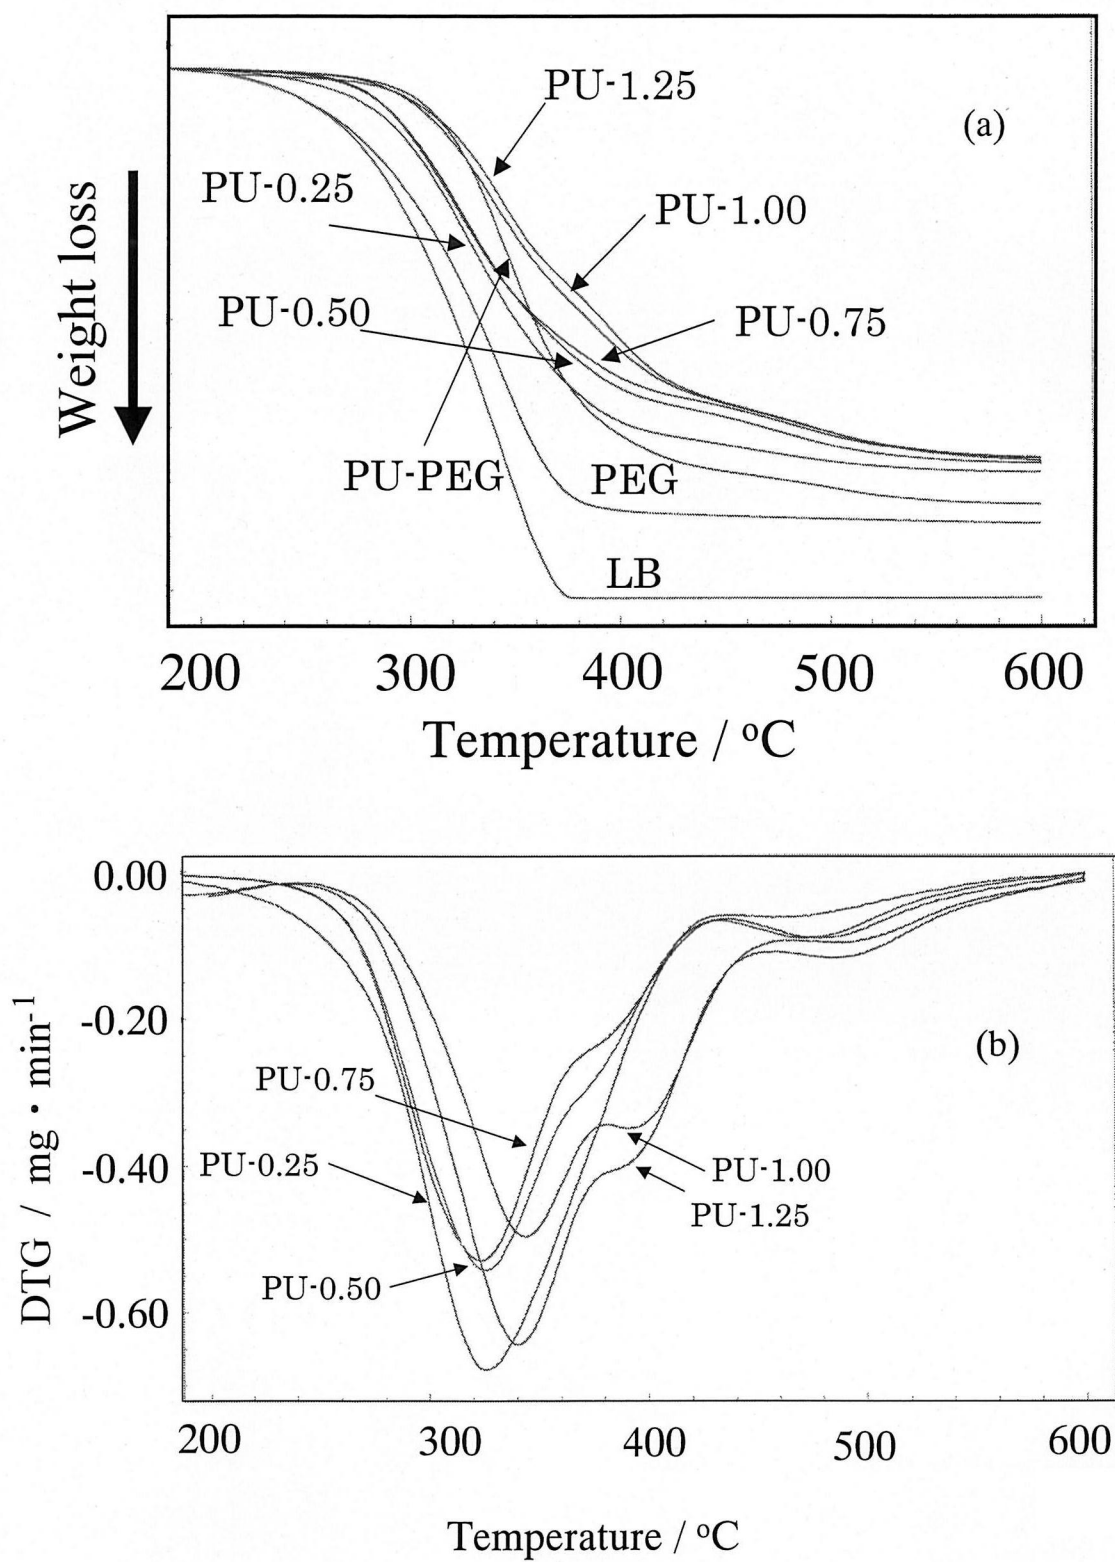 PU-1.25
(a)
PU-0.25
PU-1.00
PU-0.50
PU-0.75
PU-PEG
PEG
LB
Weight loss
200 300 400 500 600
Temperature / °C
0.00
-0.20
(b)
PU-0.75
-0.40
PU-0.25
PU-1.00
PU-1.25
PU-0.50
-0.60
DTG / mg・min-1
200 300 400 500 600
Temperature / °C